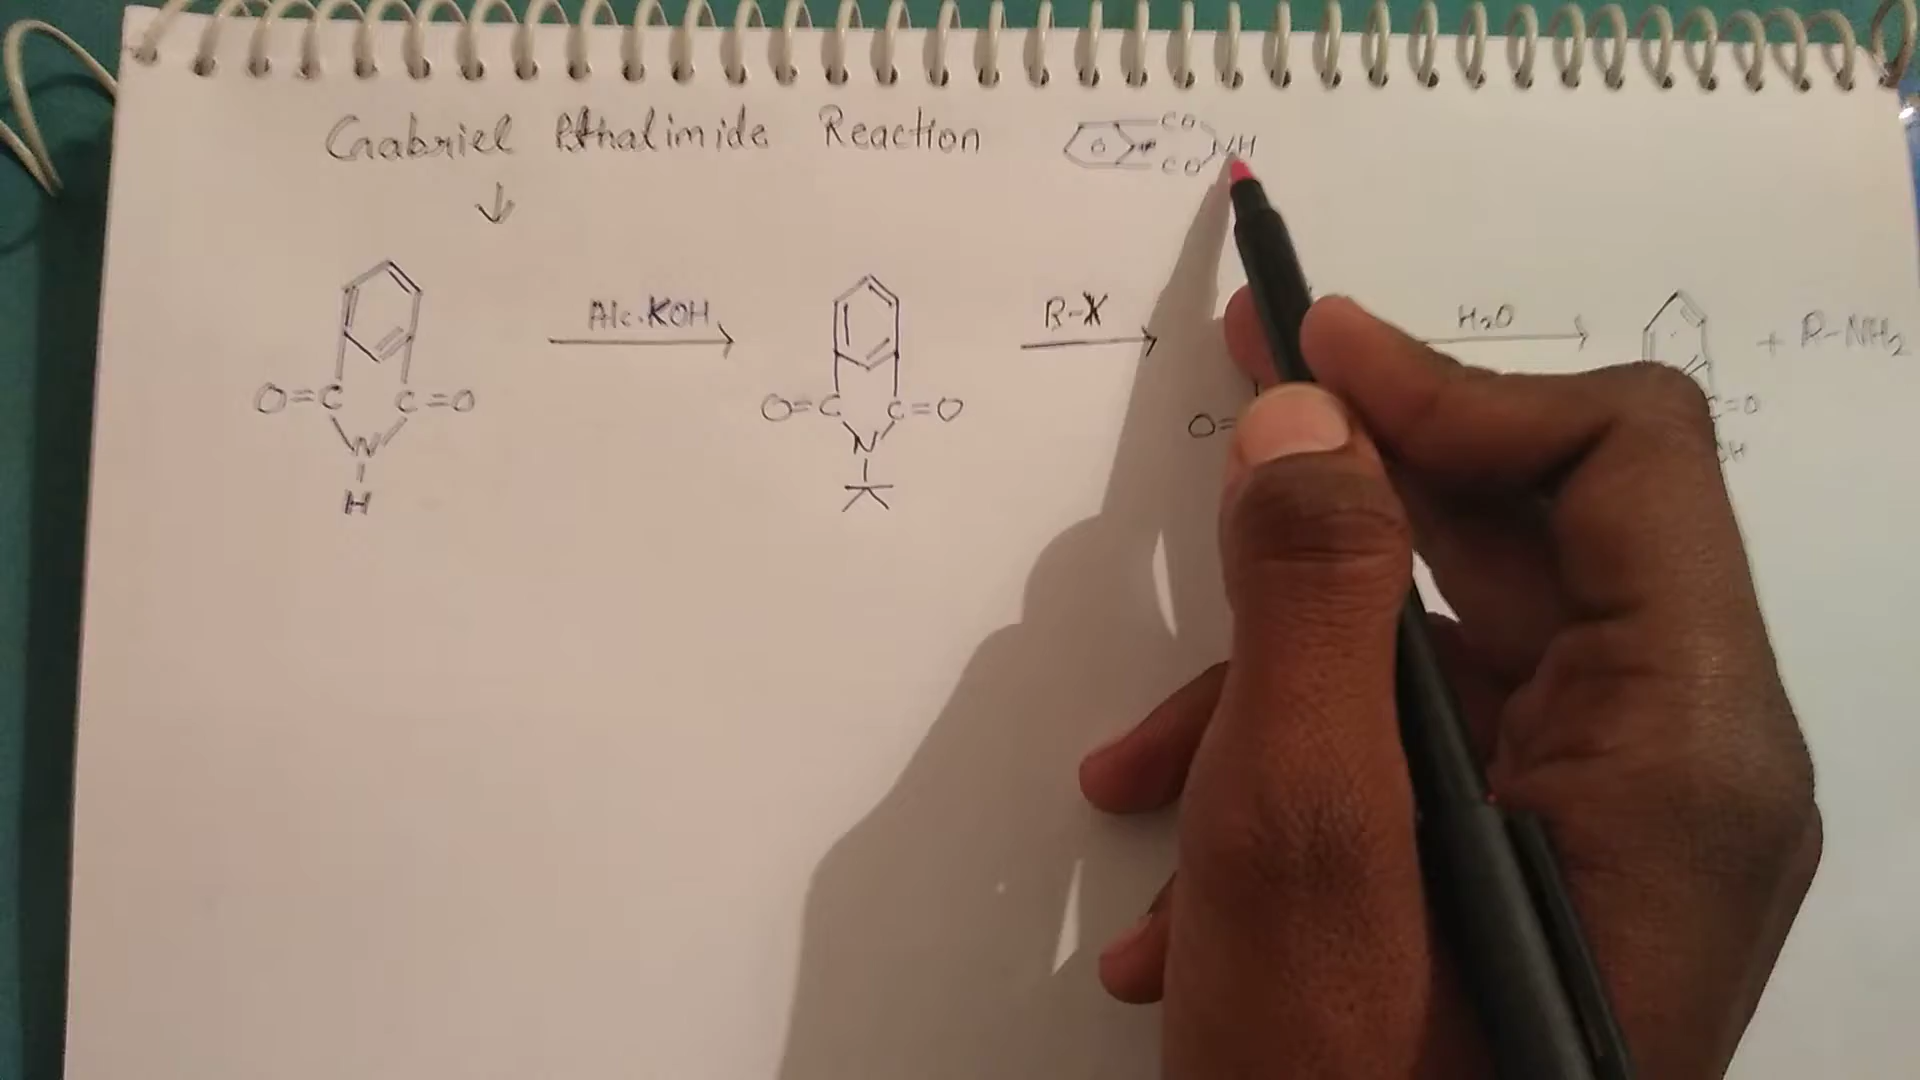 Gabriel Pthalimide Reaction CO NH
CO
Alc. KOH R-X H2O + R-NH2
O=C C=O O=C C=O O= C=O
N N
H K